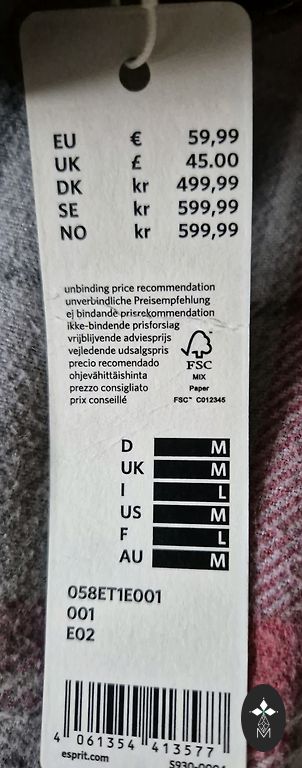 EU € 59,99
UK £ 45.00
DK kr 499,99
SE kr 599,99
NO kr 599,99
unbinding price recommendation
unverbindliche Preisempfehlung
ej bindande prisrekommendation
ikke-bindende prisforslag
vrijblijvende adviesprijs
vejledende udsalgspris
precio recomendado
ohjevähittäishinta
prezzo consigliato
prix conseillé
FSC
MIX
Paper
FSC™ C012345
D M
UK M
I L
US M
F L
AU M
058ET1E001
001
E02
4 061354 413577
esprit.com
M